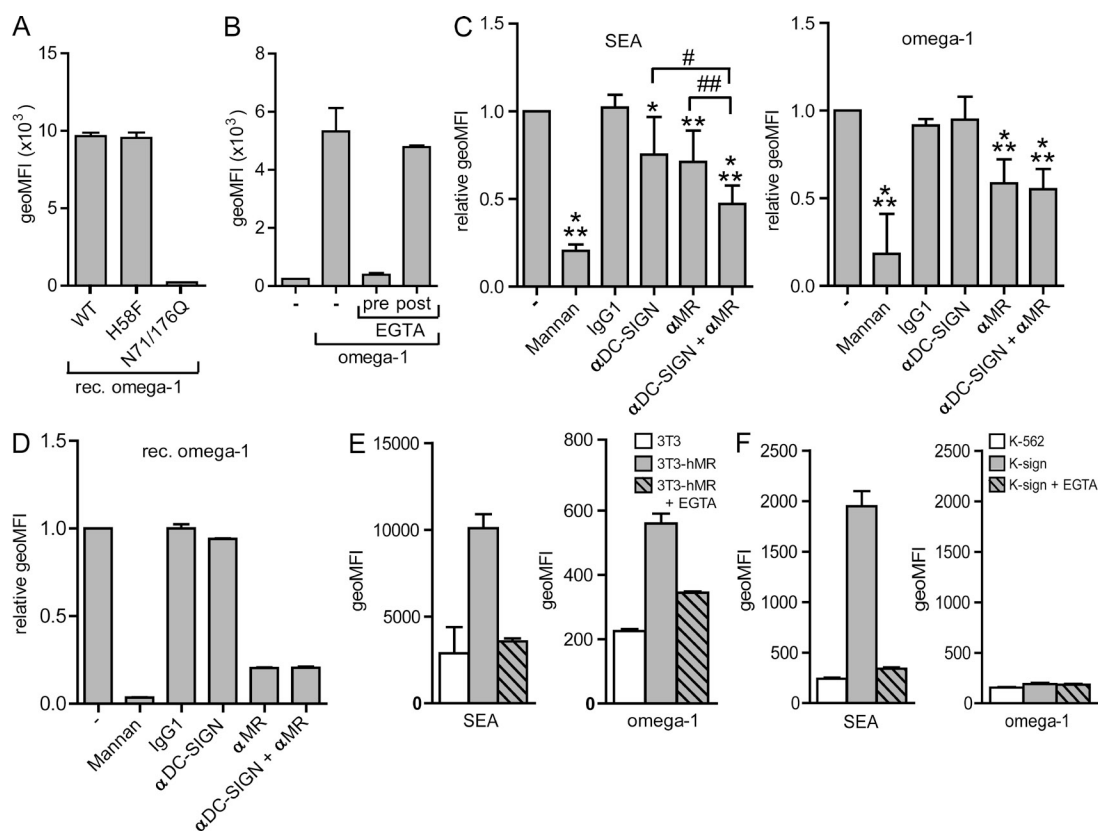 A
geoMFI (x10³)
15
10
5
0
WT
H58F
N71/176Q
rec. omega-1
B
geoMFI (x10³)
8
6
4
2
0
-
-
pre post
EGTA
omega-1
C
SEA
relative geoMFI
1.5
1.0
0.5
0.0
#
##
*
**
*
**
*
**
-
Mannan
IgG1
αDC-SIGN
αMR
αDC-SIGN + αMR
omega-1
relative geoMFI
1.5
1.0
0.5
0.0
*
**
*
**
*
**
-
Mannan
IgG1
αDC-SIGN
αMR
αDC-SIGN + αMR
D
rec. omega-1
relative geoMFI
1.5
1.0
0.5
0.0
-
Mannan
IgG1
αDC-SIGN
αMR
αDC-SIGN + αMR
E
geoMFI
15000
10000
5000
0
SEA
geoMFI
800
600
400
200
0
omega-1
3T3
3T3-hMR
3T3-hMR
+ EGTA
F
geoMFI
2500
2000
1500
1000
500
0
SEA
geoMFI
2500
2000
1500
1000
500
0
omega-1
K-562
K-sign
K-sign + EGTA